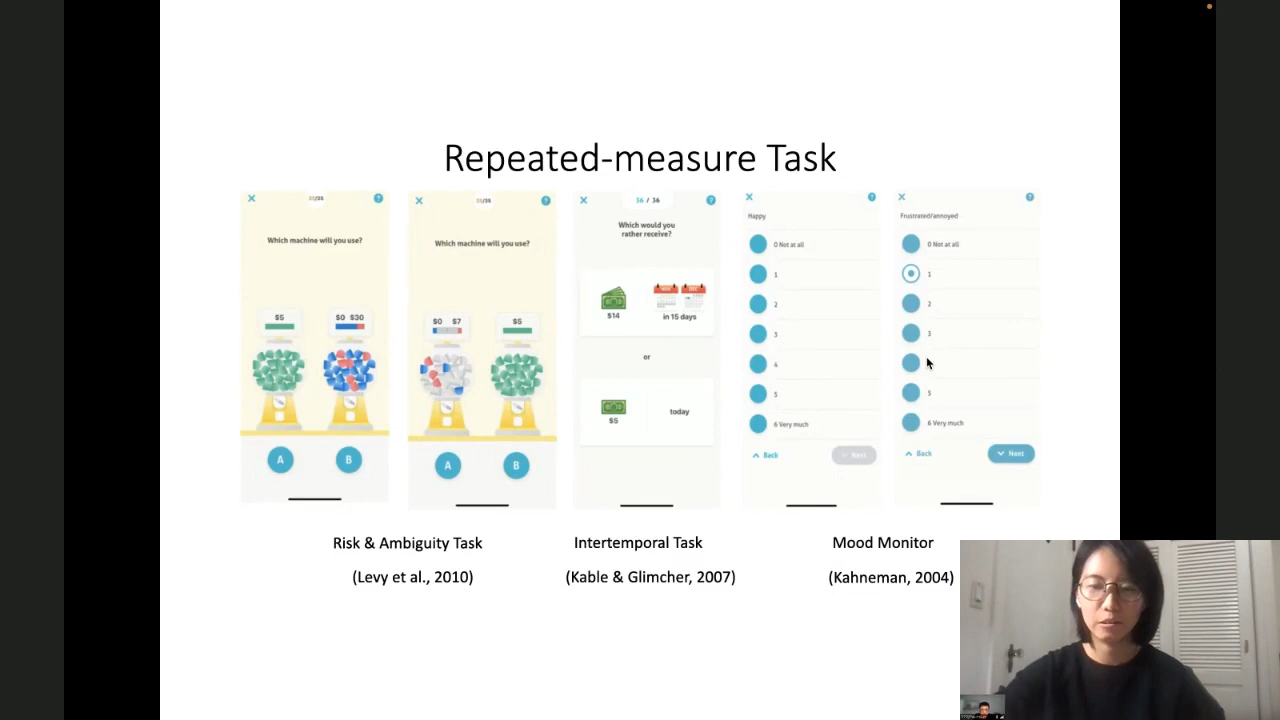 Repeated-measure Task
Which machine will you use?
$5
$0 $30
A
B
Which machine will you use?
$0 $7
$5
A
B
36 / 36
Which would you
rather receive?
$14
in 15 days
or
$5
today
Happy
0 Not at all
1
2
3
4
5
6 Very much
Back
Next
Frustrated/annoyed
0 Not at all
1
2
3
5
6 Very much
Back
Next
Risk & Ambiguity Task
(Levy et al., 2010)
Intertemporal Task
(Kable & Glimcher, 2007)
Mood Monitor
(Kahneman, 2004)